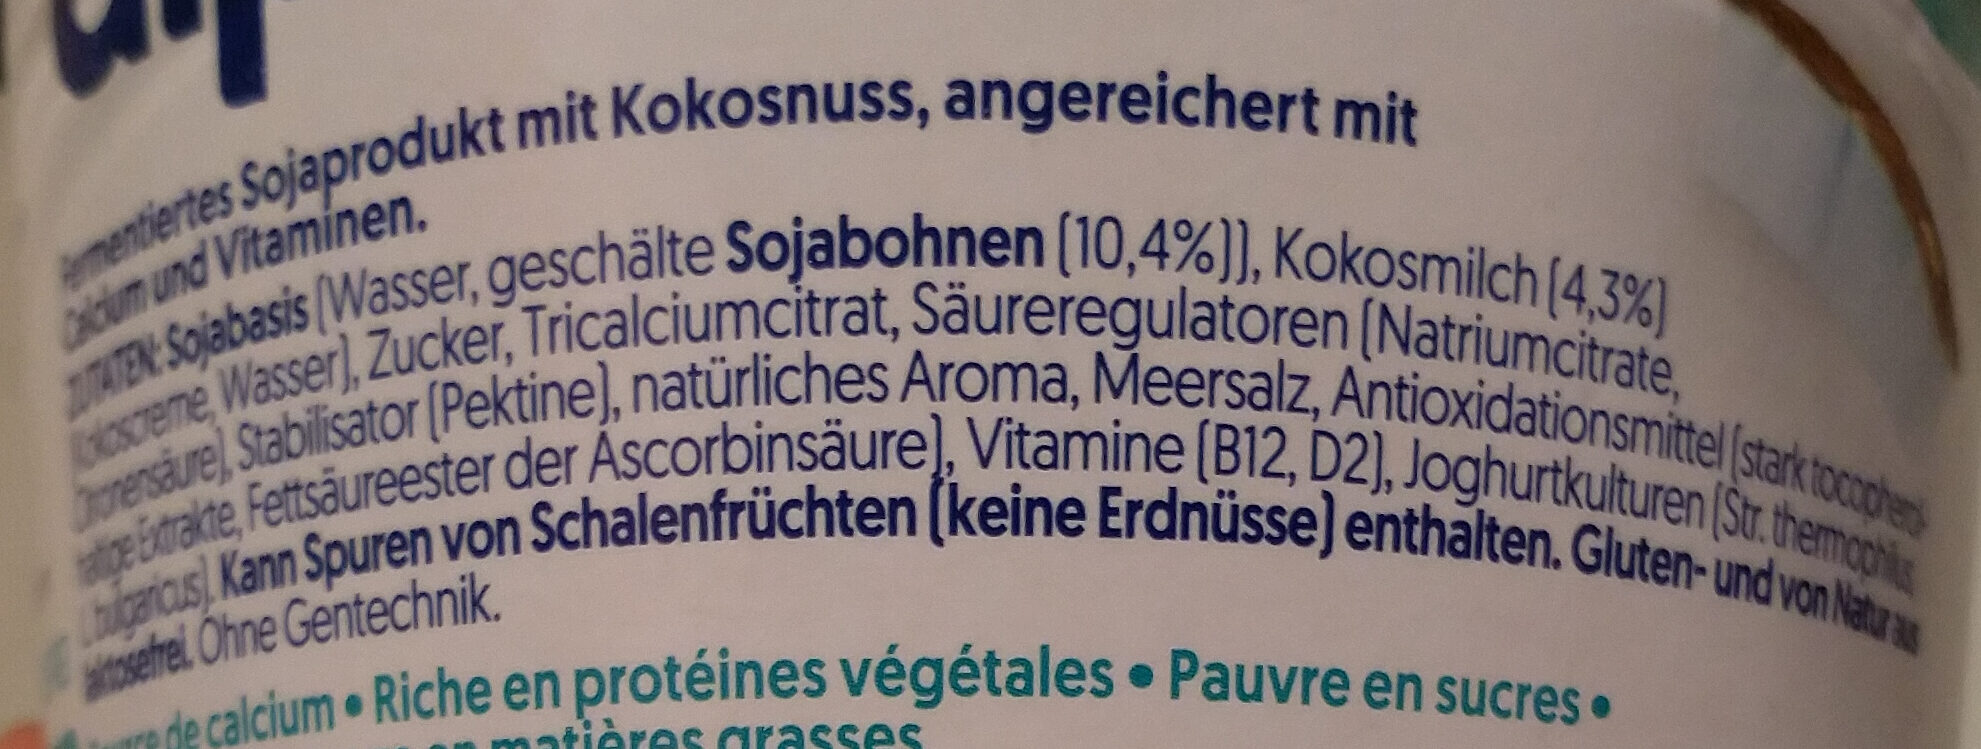 Fermentiertes Sojaprodukt mit Kokosnuss, angereichert mit
Calcium und Vitaminen.
ZUTATEN: Sojabasis (Wasser, geschälte Sojabohnen (10,4%)), Kokosmilch (4,3%)
(Kokoscreme, Wasser), Zucker, Tricalciumcitrat, Säureregulatoren (Natriumcitrate,
Citronensäure), Stabilisator (Pektine), natürliches Aroma, Meersalz, Antioxidationsmittel (stark tocopherol-
haltige Extrakte, Fettsäureester der Ascorbinsäure), Vitamine (B12, D2), Joghurtkulturen (Str. thermophilus
L. bulgaricus). Kann Spuren von Schalenfrüchten (keine Erdnüsse) enthalten. Gluten- und von Natur aus
laktosefrei. Ohne Gentechnik.
de calcium • Riche en protéines végétales • Pauvre en sucres •
en matières grasses